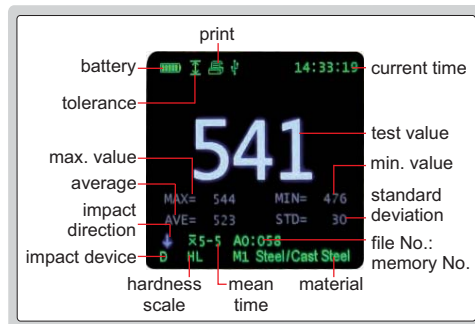 print
battery
14:33:19
current time
tolerance
541
test value
max. value
min. value
MAX= 544 MIN= 476
average
standard
deviation
AVE= 523 STD= 30
impact
direction
x̅5-5 A0:058
file No.:
memory No.
impact device
D HL M1 Steel/Cast Steel
hardness
scale
mean
time
material